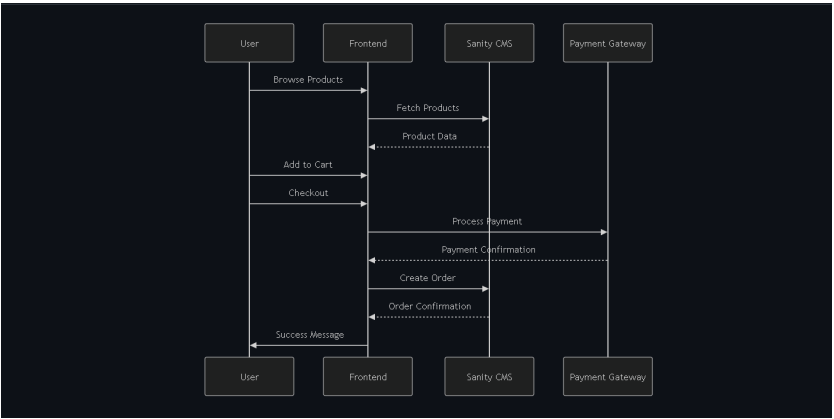 User
Frontend
Sanity CMS
Payment Gateway
Browse Products
Fetch Products
Product Data
Add to Cart
Checkout
Process Payment
Payment Confirmation
Create Order
Order Confirmation
Success Message
User
Frontend
Sanity CMS
Payment Gateway